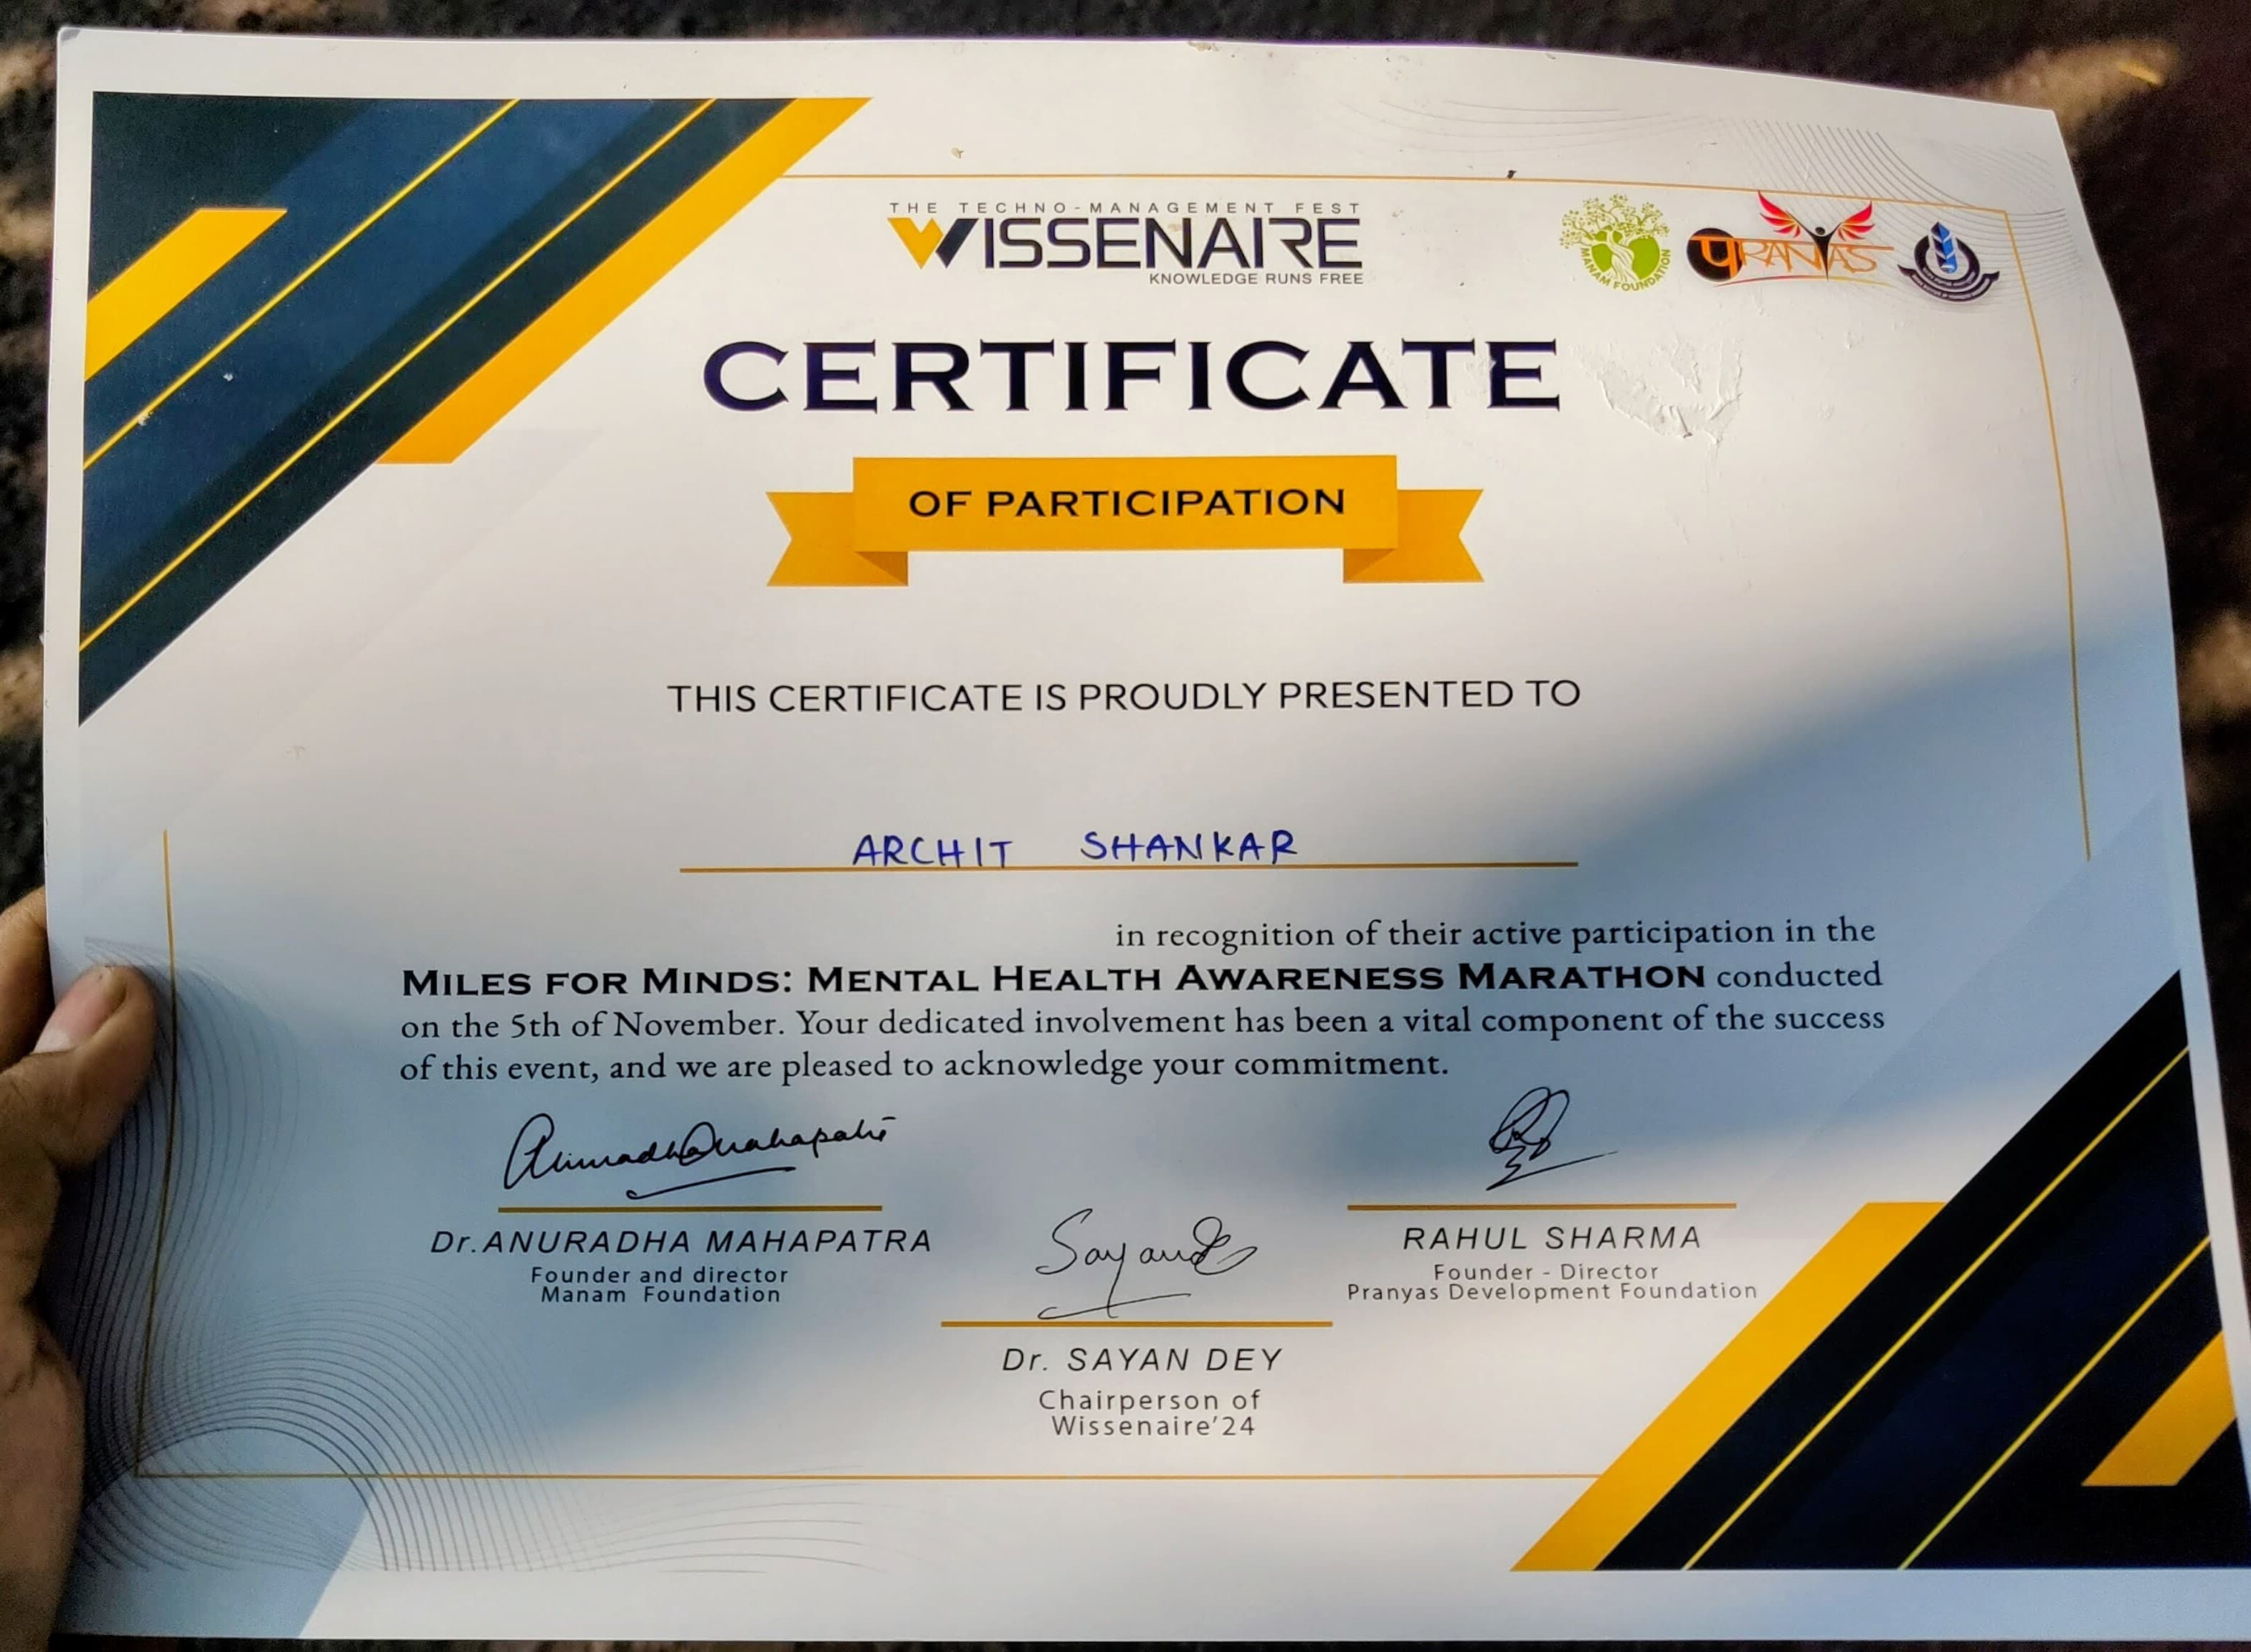 THE TECHNO-MANAGEMENT FEST
WISSENAIRE
KNOWLEDGE RUNS FREE
MANAM FOUNDATION
प्RANYAS
CERTIFICATE
OF PARTICIPATION
THIS CERTIFICATE IS PROUDLY PRESENTED TO
ARCHIT SHANKAR
in recognition of their active participation in the
MILES FOR MINDS: MENTAL HEALTH AWARENESS MARATHON conducted
on the 5th of November. Your dedicated involvement has been a vital component of the success
of this event, and we are pleased to acknowledge your commitment.
Anuradha Mahapatra
Dr.ANURADHA MAHAPATRA
Founder and director
Manam Foundation
Sayande
Dr. SAYAN DEY
Chairperson of
Wissenaire'24
RAHUL SHARMA
Founder - Director
Pranyas Development Foundation